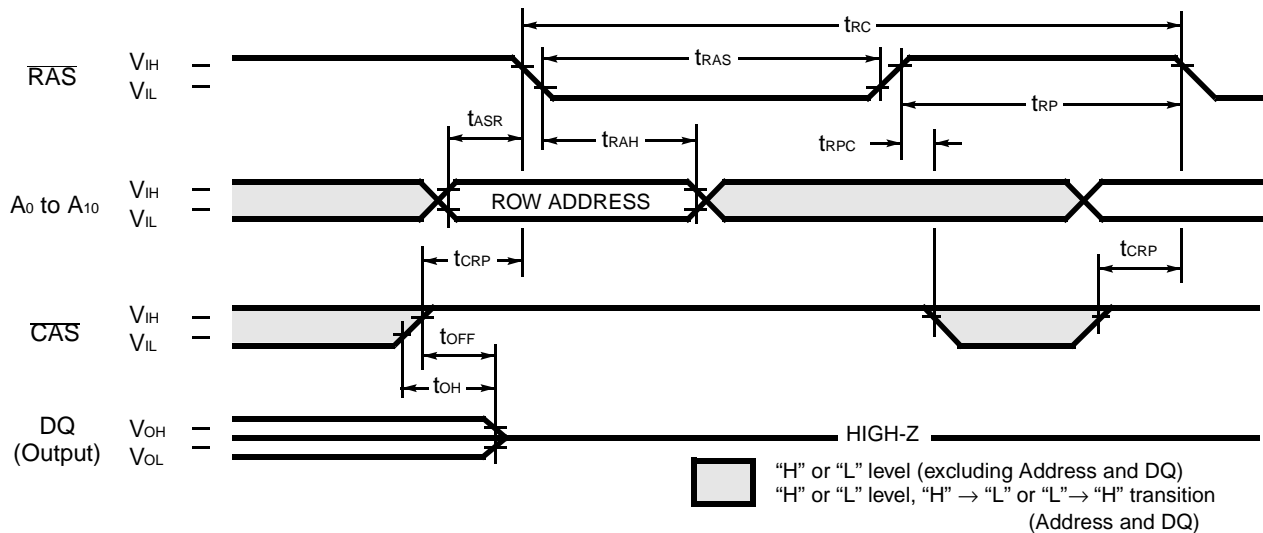 tRC
RAS
VIH
VIL
tRAS
tRP
tASR
tRAH
tRPC
A0 to A10
VIH
VIL
ROW ADDRESS
tCRP
tCRP
CAS
VIH
VIL
tOFF
tOH
DQ
(Output)
VOH
VOL
HIGH-Z
“H” or “L” level (excluding Address and DQ)
“H” or “L” level, “H” → “L” or “L”→ “H” transition
(Address and DQ)